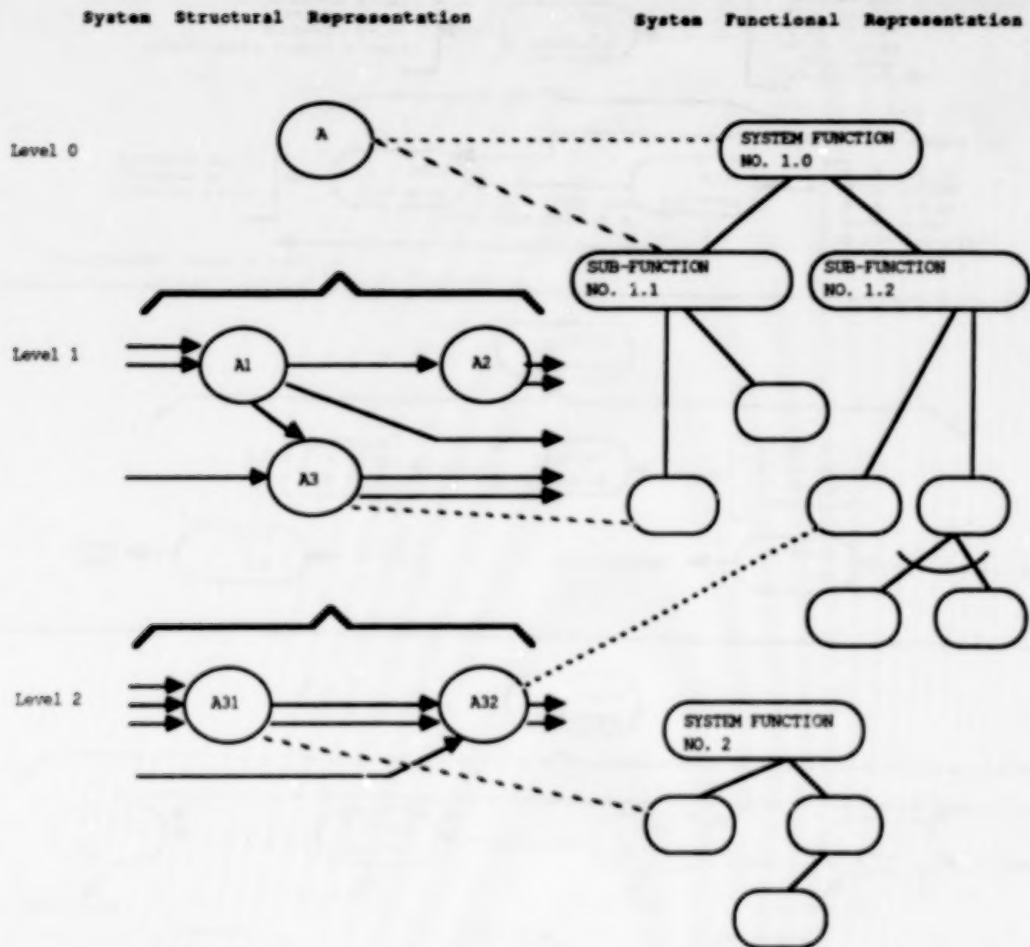 System Structural Representation
System Functional Representation
Level 0
A
SYSTEM FUNCTION
NO. 1.0
SUB-FUNCTION
NO. 1.1
SUB-FUNCTION
NO. 1.2
Level 1
A1
A2
A3
Level 2
A31
A32
SYSTEM FUNCTION
NO. 2